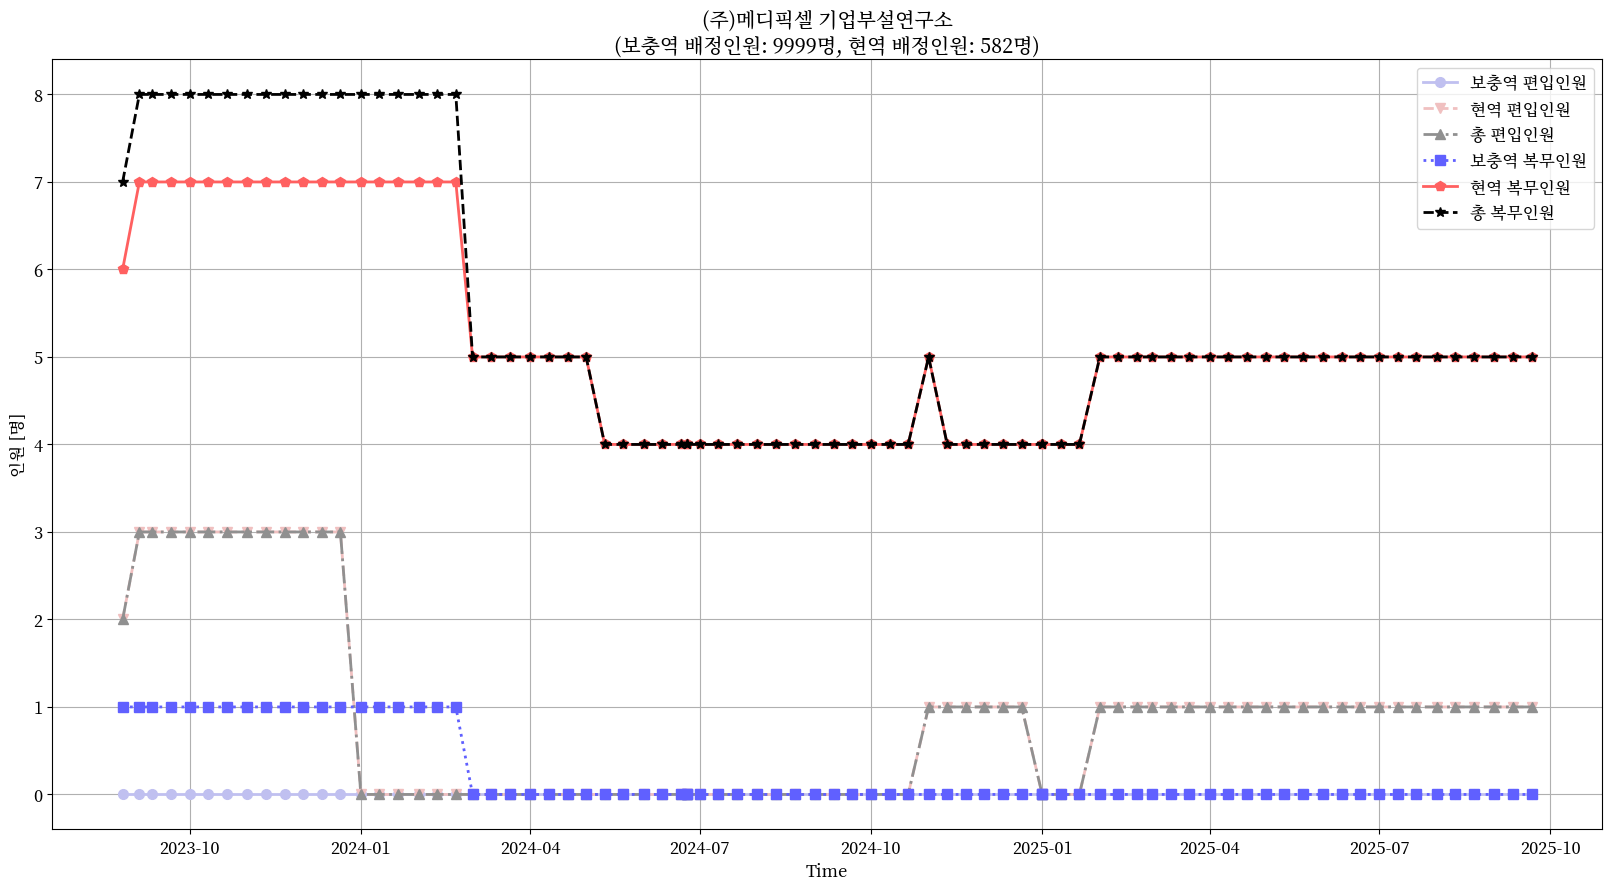 (주)메디픽셀 기업부설연구소
(보충역 배정인원: 9999명, 현역 배정인원: 582명)
보충역 편입인원
현역 편입인원
총 편입인원
보충역 복무인원
현역 복무인원
총 복무인원
인원 [명]
8
7
6
5
4
3
2
1
0
2023-10
2024-01
2024-04
2024-07
2024-10
2025-01
2025-04
2025-07
2025-10
Time